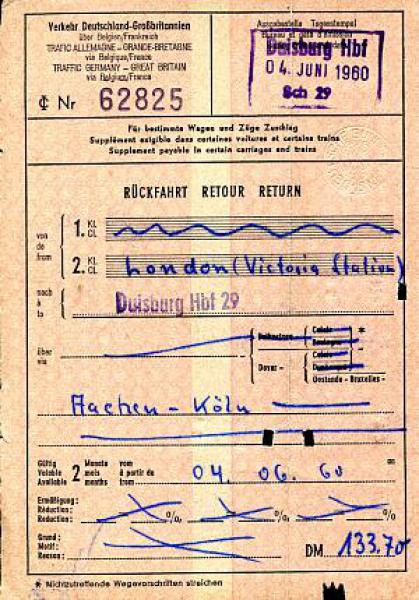 Verkehr Deutschland-Großbritannien
über Belgien/Frankreich
TRAFIC ALLEMAGNE - GRANDE-BRETAGNE
via Belgique/France
TRAFFIC GERMANY - GREAT BRITAIN
via Belgium/France
₵ Nr 62825
Ausgabestelle Tagesstempel
Duisburg Hbf
04. JUNI 1960
Sch 29
Für bestimmte Wagen und Züge Zuschlag
Supplément exigible dans certaines voitures et certains trains
Supplement payable in certain carriages and trains
RÜCKFAHRT RETOUR RETURN
von
de
from
1. KL
CL
2. KL
CL
London (Victoria Station)
nach
à
to
Duisburg Hbf 29
über
via
Folkestone
Calais
Boulogne
*
Dover -
Calais
Dunkerque
Oostende - Bruxelles -
Aachen - Köln
Gültig
Valable
Available
2
Monate
mois
months
vom
à partir de
from
04. 06. 60
Ermäßigung:
Réduction:
Reduction:
%
%
%
Grund:
Motif:
Reason:
DM 133.70
* Nichtzutreffende Wegevorschriften streichen